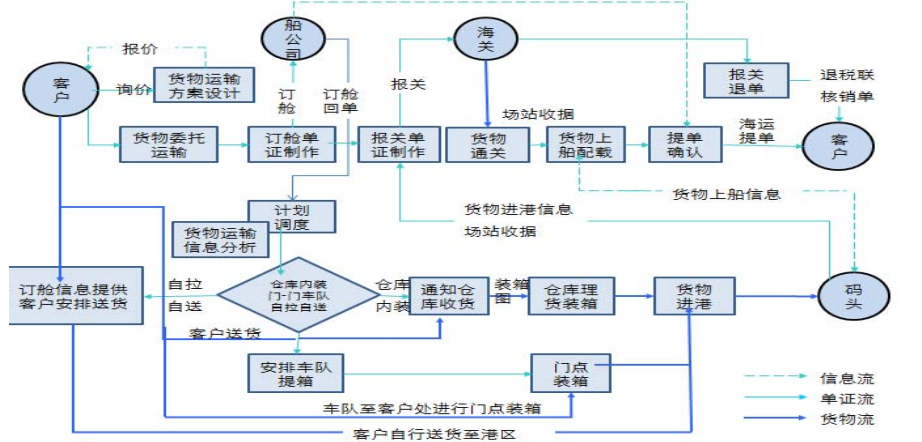 船
公
司
海
关
报价
客
户
货物运输
方案设计
询价
订
舱
订舱
回单
报关
报关
退单
退税联
核销单
场站收据
货物委托
运输
订舱单
证制作
报关单
证制作
货物
通关
货物上
船配载
提单
确认
海运
提单
客
户
货物上船信息
计划
调度
货物进港信息
场站收据
货物运输
信息分析
订舱信息提供
客户安排送货
自拉
自送
仓库内装
门-门车队
自拉自送
仓库
内装
通知仓
库收货
装箱
图
仓库理
货装箱
货物
进港
码
头
客户送货
安排车队
提箱
门点
装箱
信息流
单证流
货物流
车队至客户处进行门点装箱
客户自行送货至港区